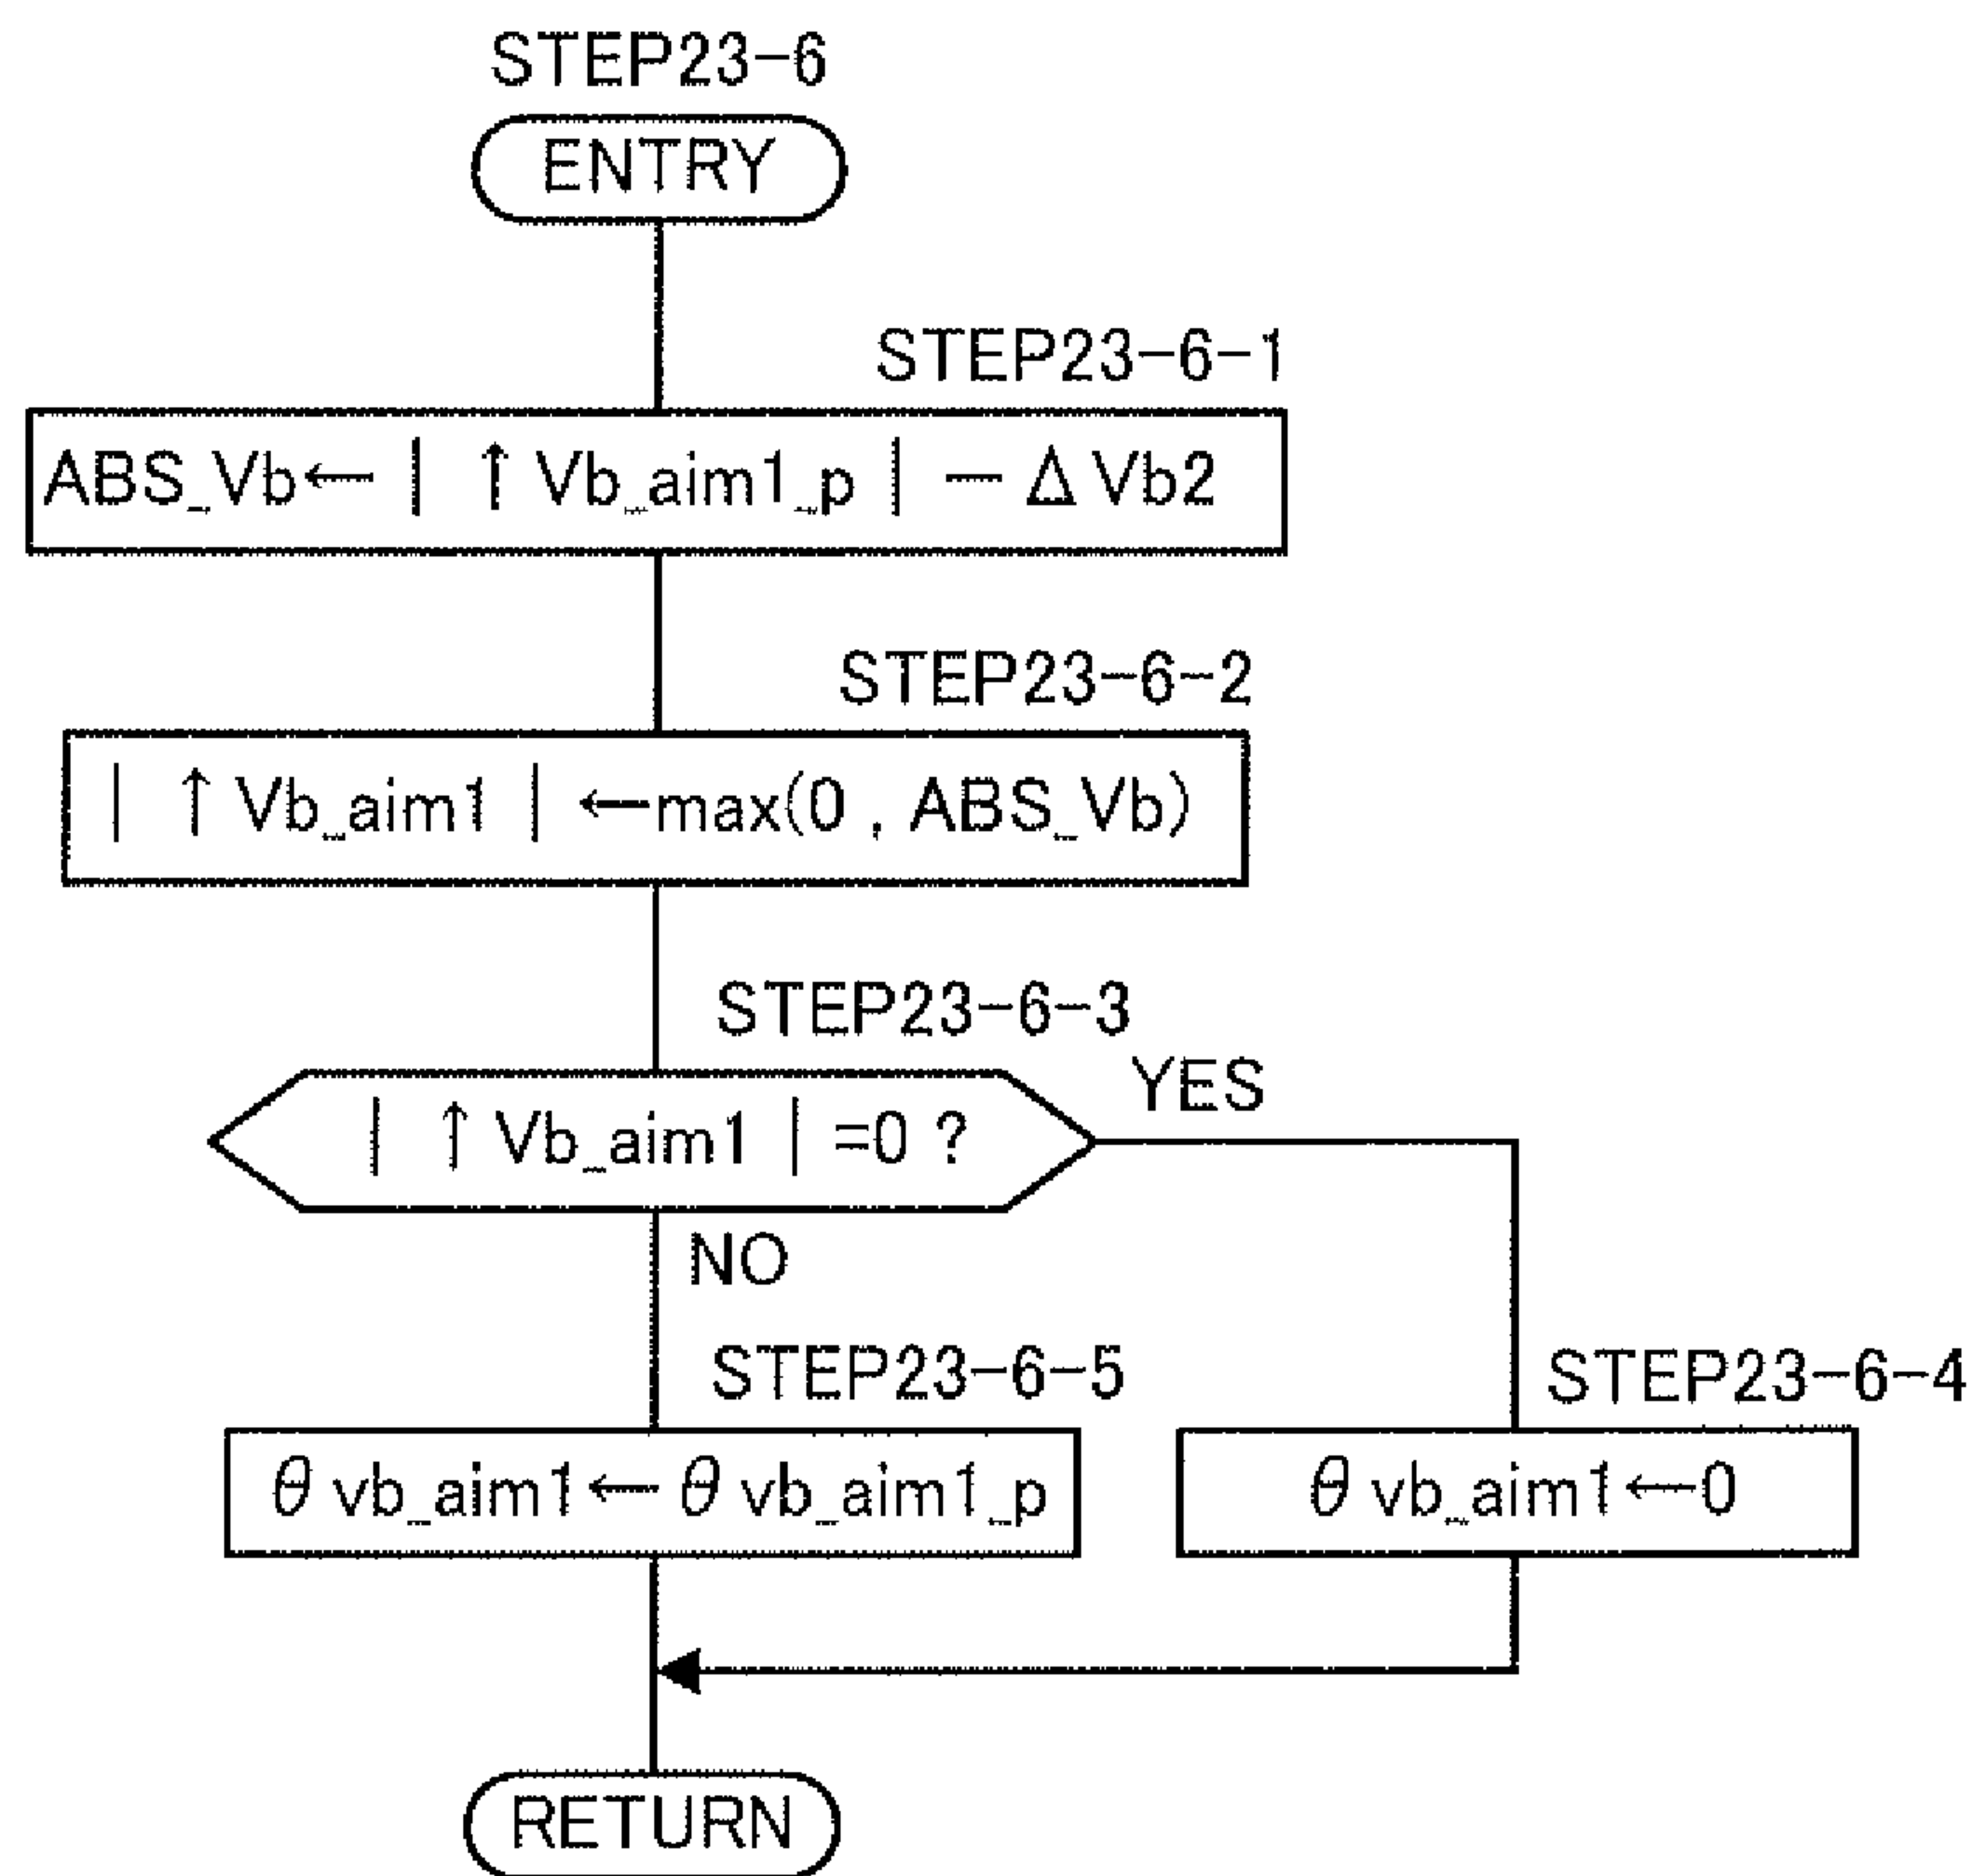 STEP23-6
ENTRY
STEP23-6-1
ABS_Vb← | ↑Vb_aim1_p | - ΔVb2
STEP23-6-2
| ↑Vb_aim1 | ←max(0 , ABS_Vb)
STEP23-6-3
| ↑Vb_aim1 | =0 ?
YES
NO
STEP23-6-5
θvb_aim1← θvb_aim1_p
STEP23-6-4
θvb_aim1←0
RETURN